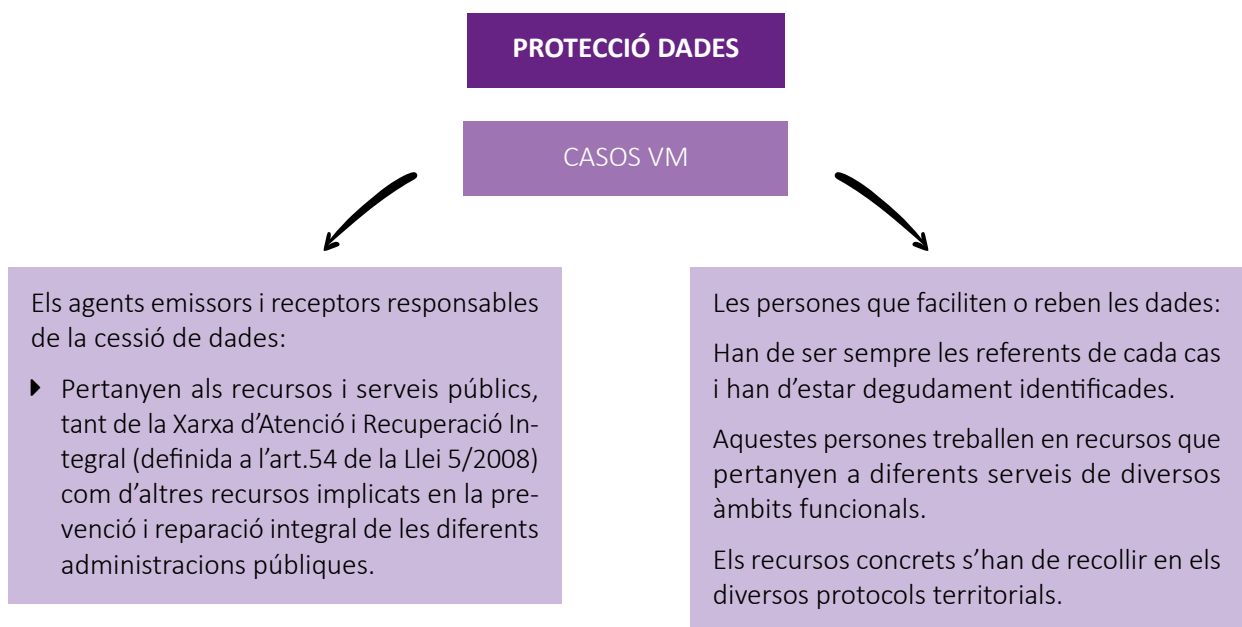 PROTECCIÓ DADES
CASOS VM
Els agents emissors i receptors responsables
de la cessió de dades:
Pertanyen als recursos i serveis públics,
tant de la Xarxa d’Atenció i Recuperació In-
tegral (definida a l’art.54 de la Llei 5/2008)
com d’altres recursos implicats en la pre-
venció i reparació integral de les diferents
administracions públiques.
Les persones que faciliten o reben les dades:
Han de ser sempre les referents de cada cas
i han d’estar degudament identificades.
Aquestes persones treballen en recursos que
pertanyen a diferents serveis de diversos
àmbits funcionals.
Els recursos concrets s’han de recollir en els
diversos protocols territorials.